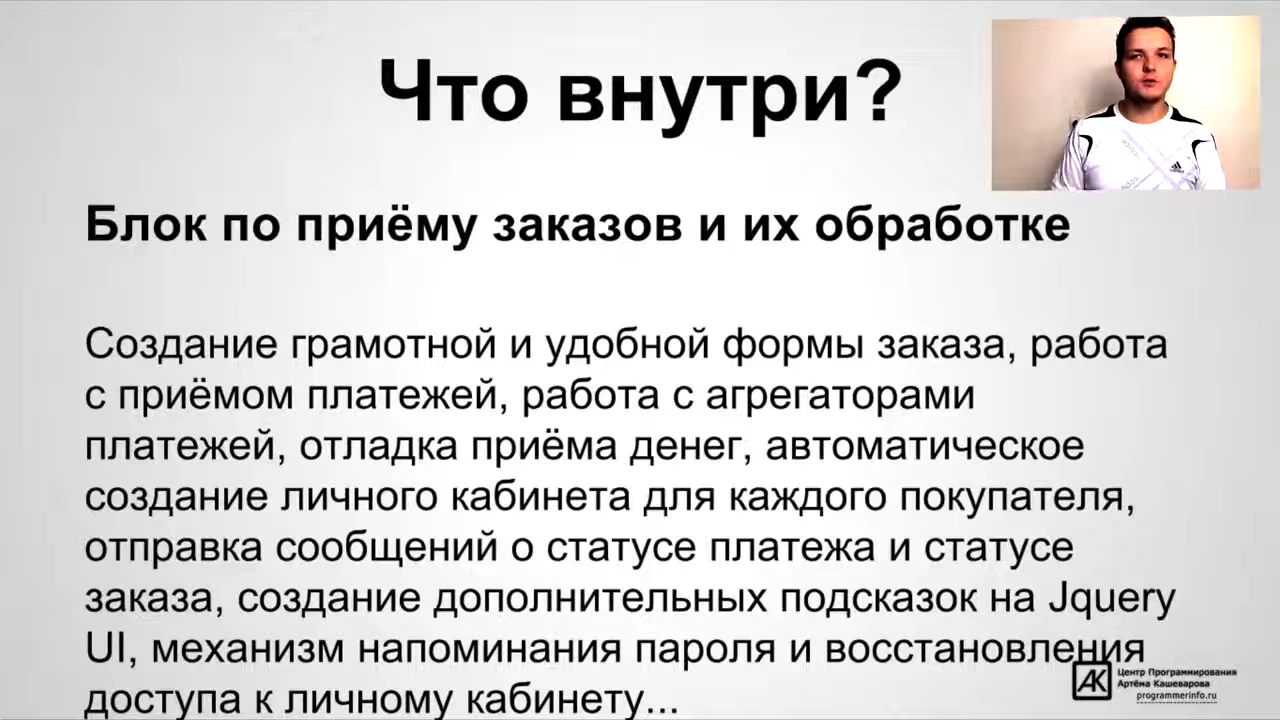 Что внутри?
Блок по приёму заказов и их обработке
Создание грамотной и удобной формы заказа, работа
с приёмом платежей, работа с агрегаторами
платежей, отладка приёма денег, автоматическое
создание личного кабинета для каждого покупателя,
отправка сообщений о статусе платежа и статусе
заказа, создание дополнительных подсказок на Jquery
UI, механизм напоминания пароля и восстановления
доступа к личному кабинету...
АК
Центр Программирования
Артёма Кашеварова
programmerinfo.ru
adidas